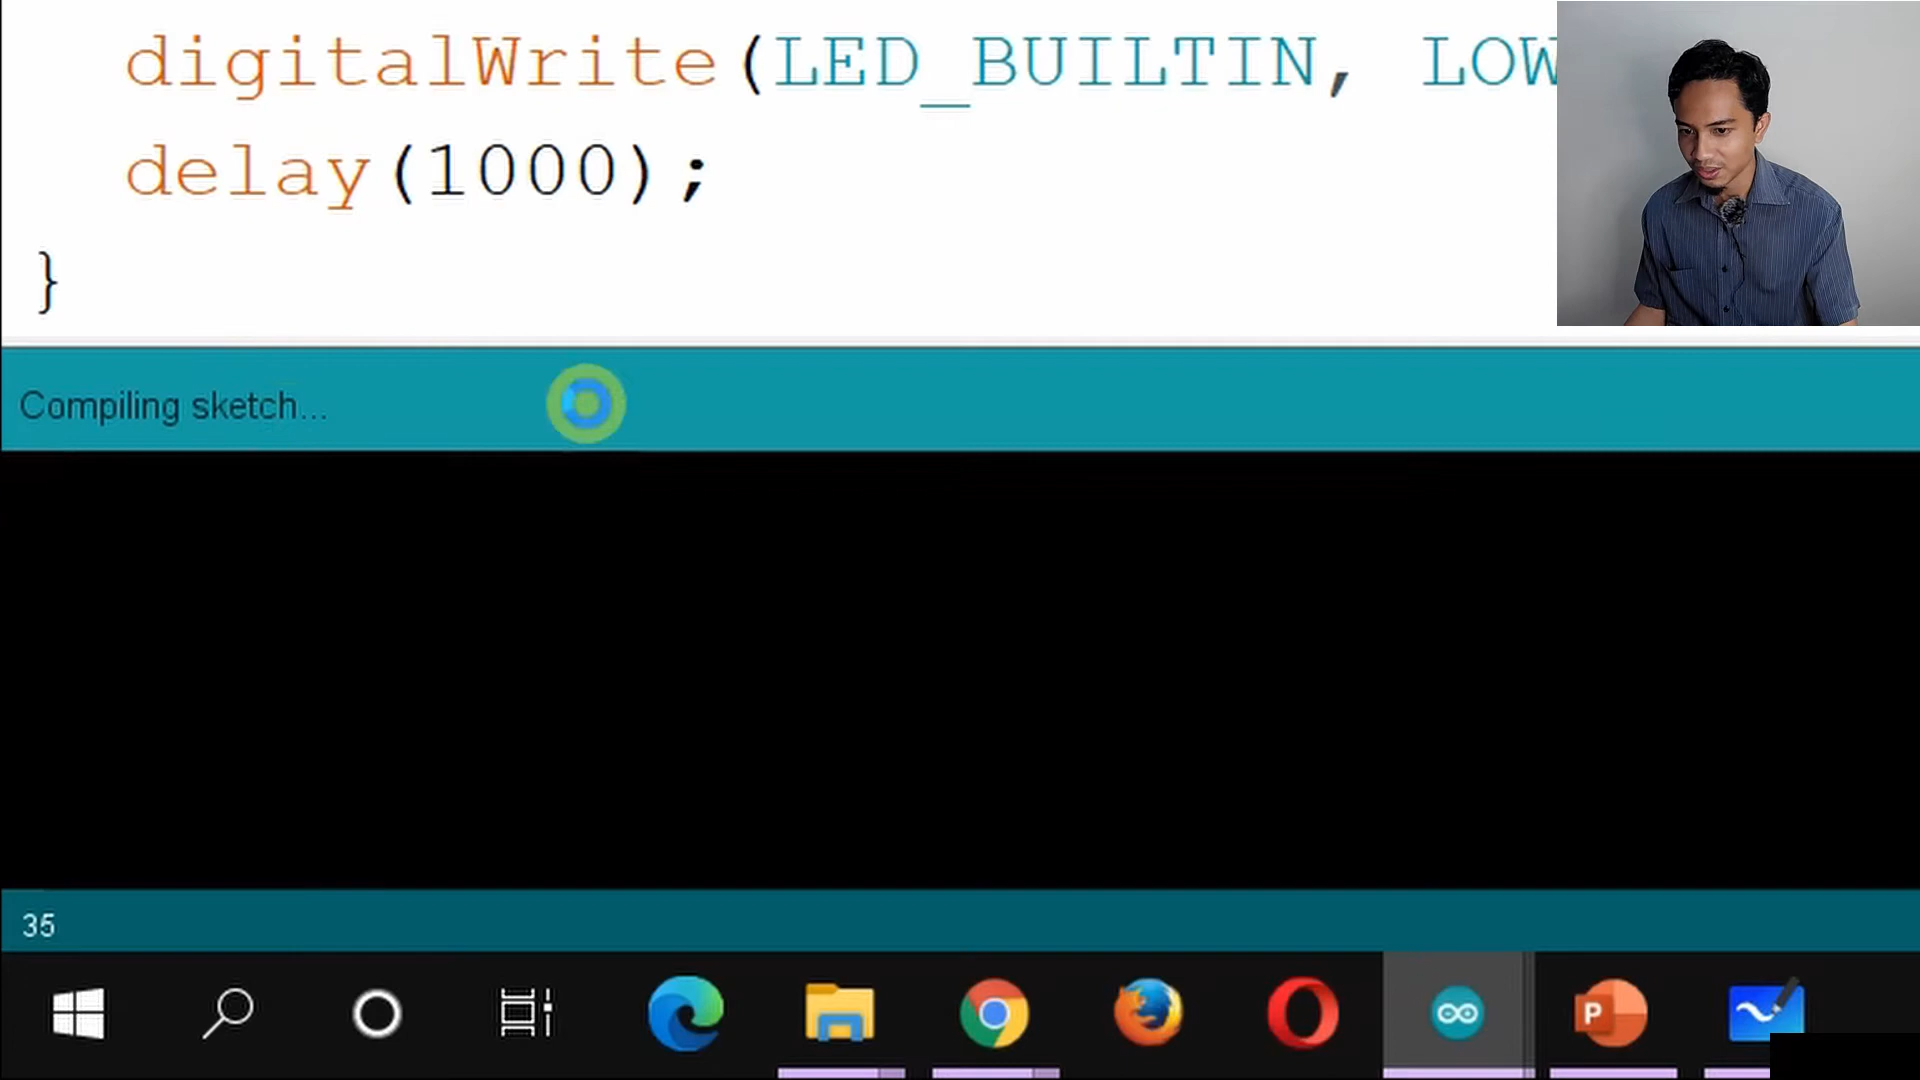 digitalWrite(LED_BUILTIN, LOW
delay(1000);
}
Compiling sketch...
35
P